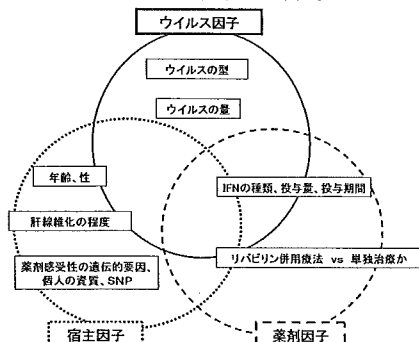 ウイルス因子
ウイルスの型
ウイルスの量
年齢、性
IFNの種類、投与量、投与期間
肝線維化の程度
リバビリン併用療法 vs 単独治療か
薬剤感受性の遺伝的要因、
個人の資質、SNP
宿主因子
薬剤因子